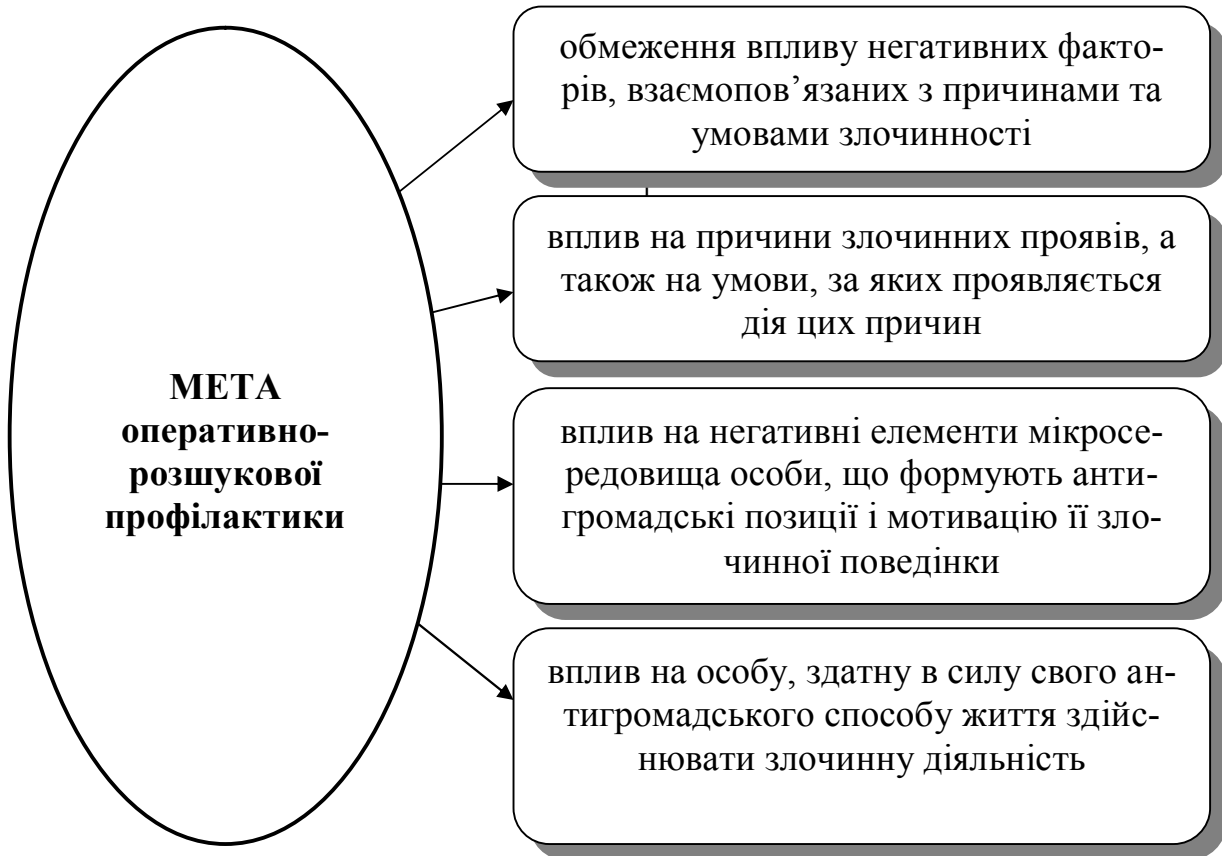 МЕТА
оперативно-
розшукової
профілактики
обмеження впливу негативних факто-
рів, взаємопов’язаних з причинами та
умовами злочинності
вплив на причини злочинних проявів, а
також на умови, за яких проявляється
дія цих причин
вплив на негативні елементи мікросе-
редовища особи, що формують анти-
громадські позиції і мотивацію її зло-
чинної поведінки
вплив на особу, здатну в силу свого ан-
тигромадського способу життя здійс-
нювати злочинну діяльність